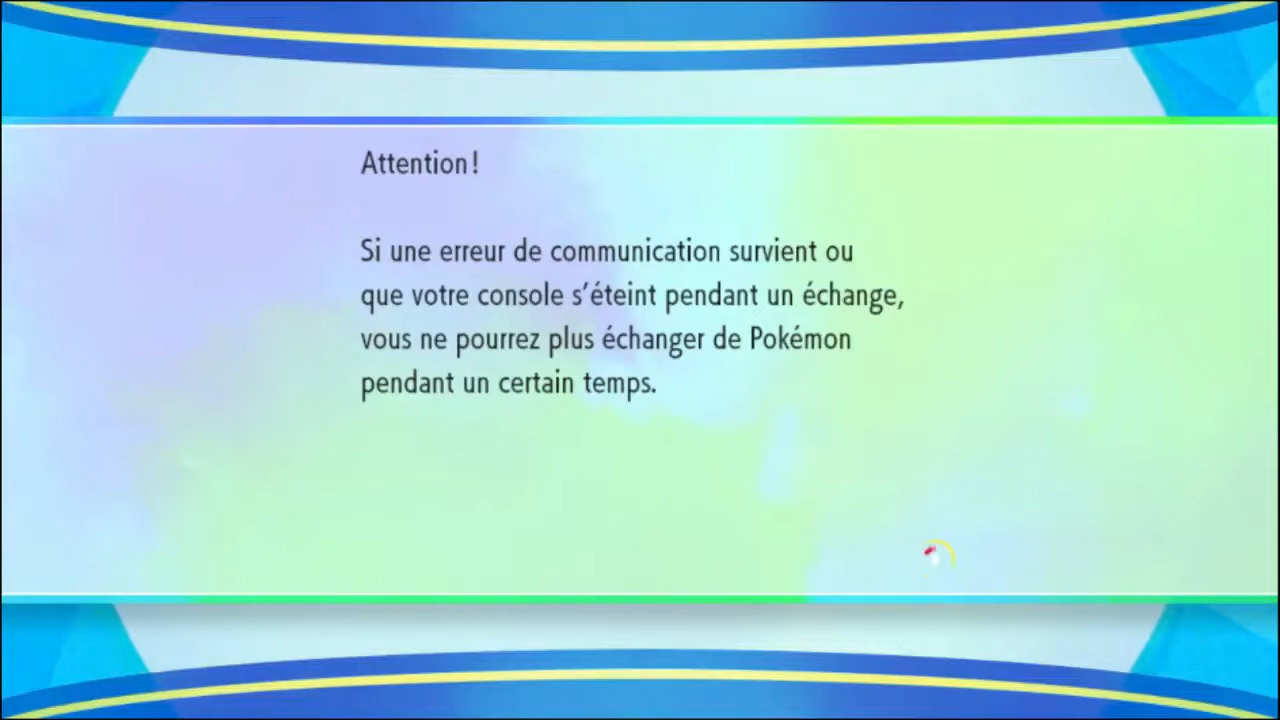 Attention !
Si une erreur de communication survient ou
que votre console s’éteint pendant un échange,
vous ne pourrez plus échanger de Pokémon
pendant un certain temps.